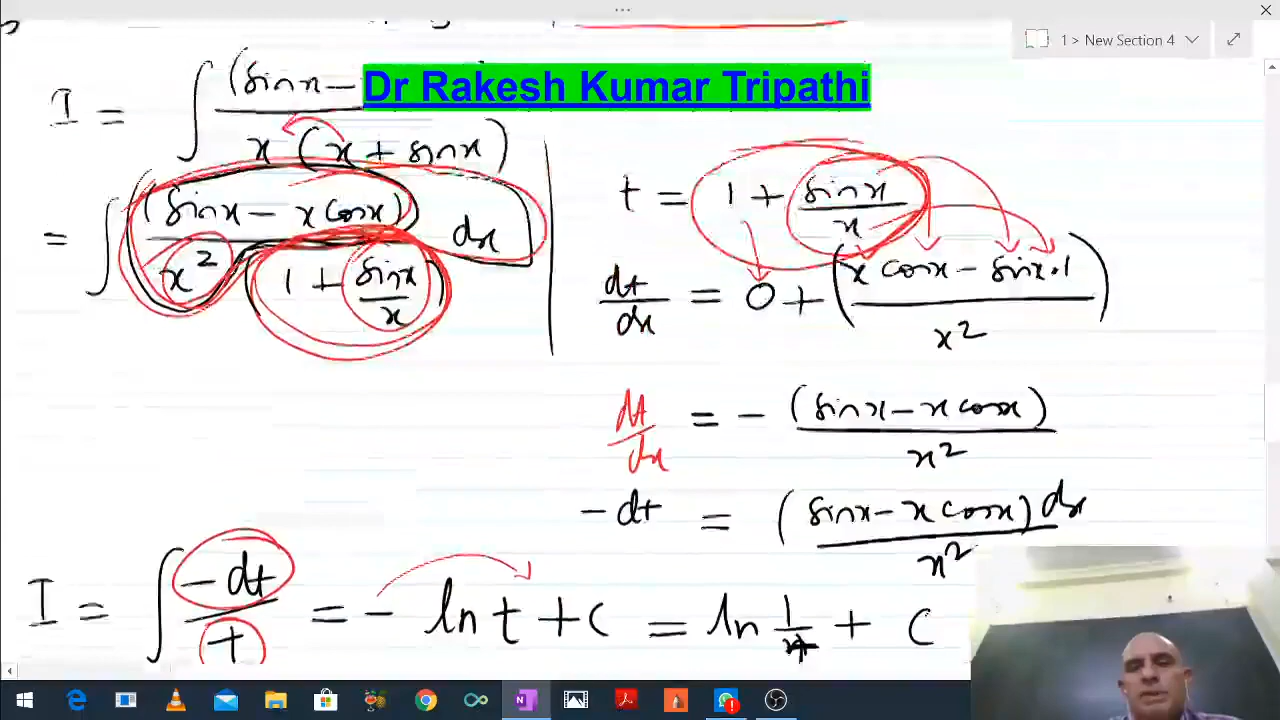 1 > New Section 4
Dr Rakesh Kumar Tripathi
I = ∫ (sinx −
x (x + sinx)
= ∫ (sinx − x cosx) dx
x² (1 + sinx/x)
t = 1 + sinx/x
dt/dx = 0 + (x cosx − sinx·1)/x²
dt/dx = − (sinx − x cosx)/x²
−dt = (sinx − x cosx) dx/x²
I = ∫ −dt/t = − ln t + c = ln 1/t + c